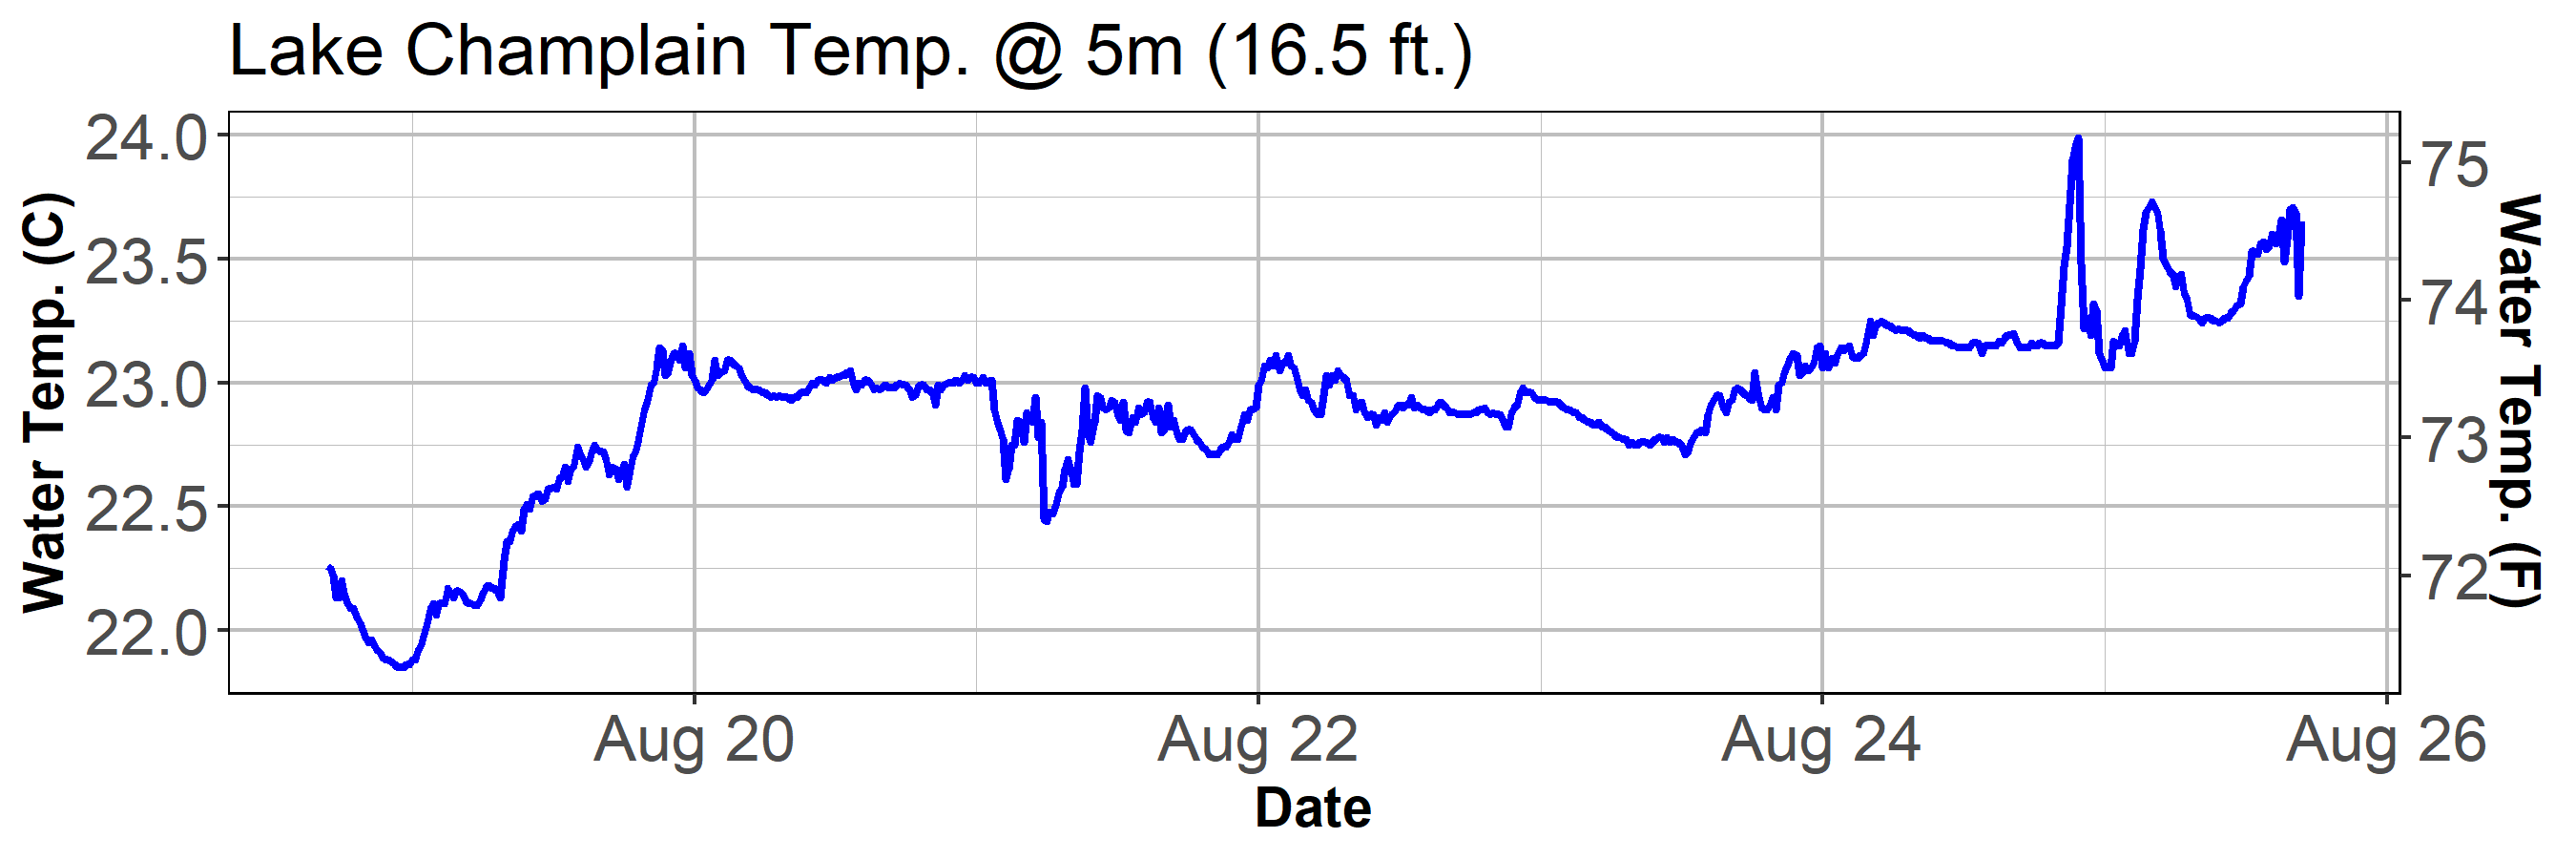 Lake Champlain Temp. @ 5m (16.5 ft.)
Water Temp. (C)
24.0
23.5
23.0
22.5
22.0
75
74
73
72
Water Temp. (F)
Aug 20
Aug 22
Aug 24
Aug 26
Date